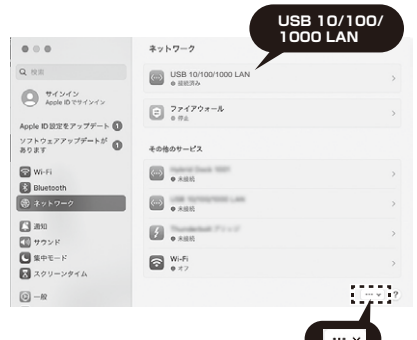 USB 10/100/
1000 LAN
ネットワーク
検索
USB 10/100/1000 LAN
接続済み
サインイン
Apple IDでサインイン
ファイアウォール
停止
Apple ID設定をアップデート 1
ソフトウェアアップデートが
あります 1
その他のサービス
Wi-Fi
未接続
Bluetooth
ネットワーク
未接続
通知
サウンド
未接続
集中モード
Wi-Fi
オフ
スクリーンタイム
一般
?